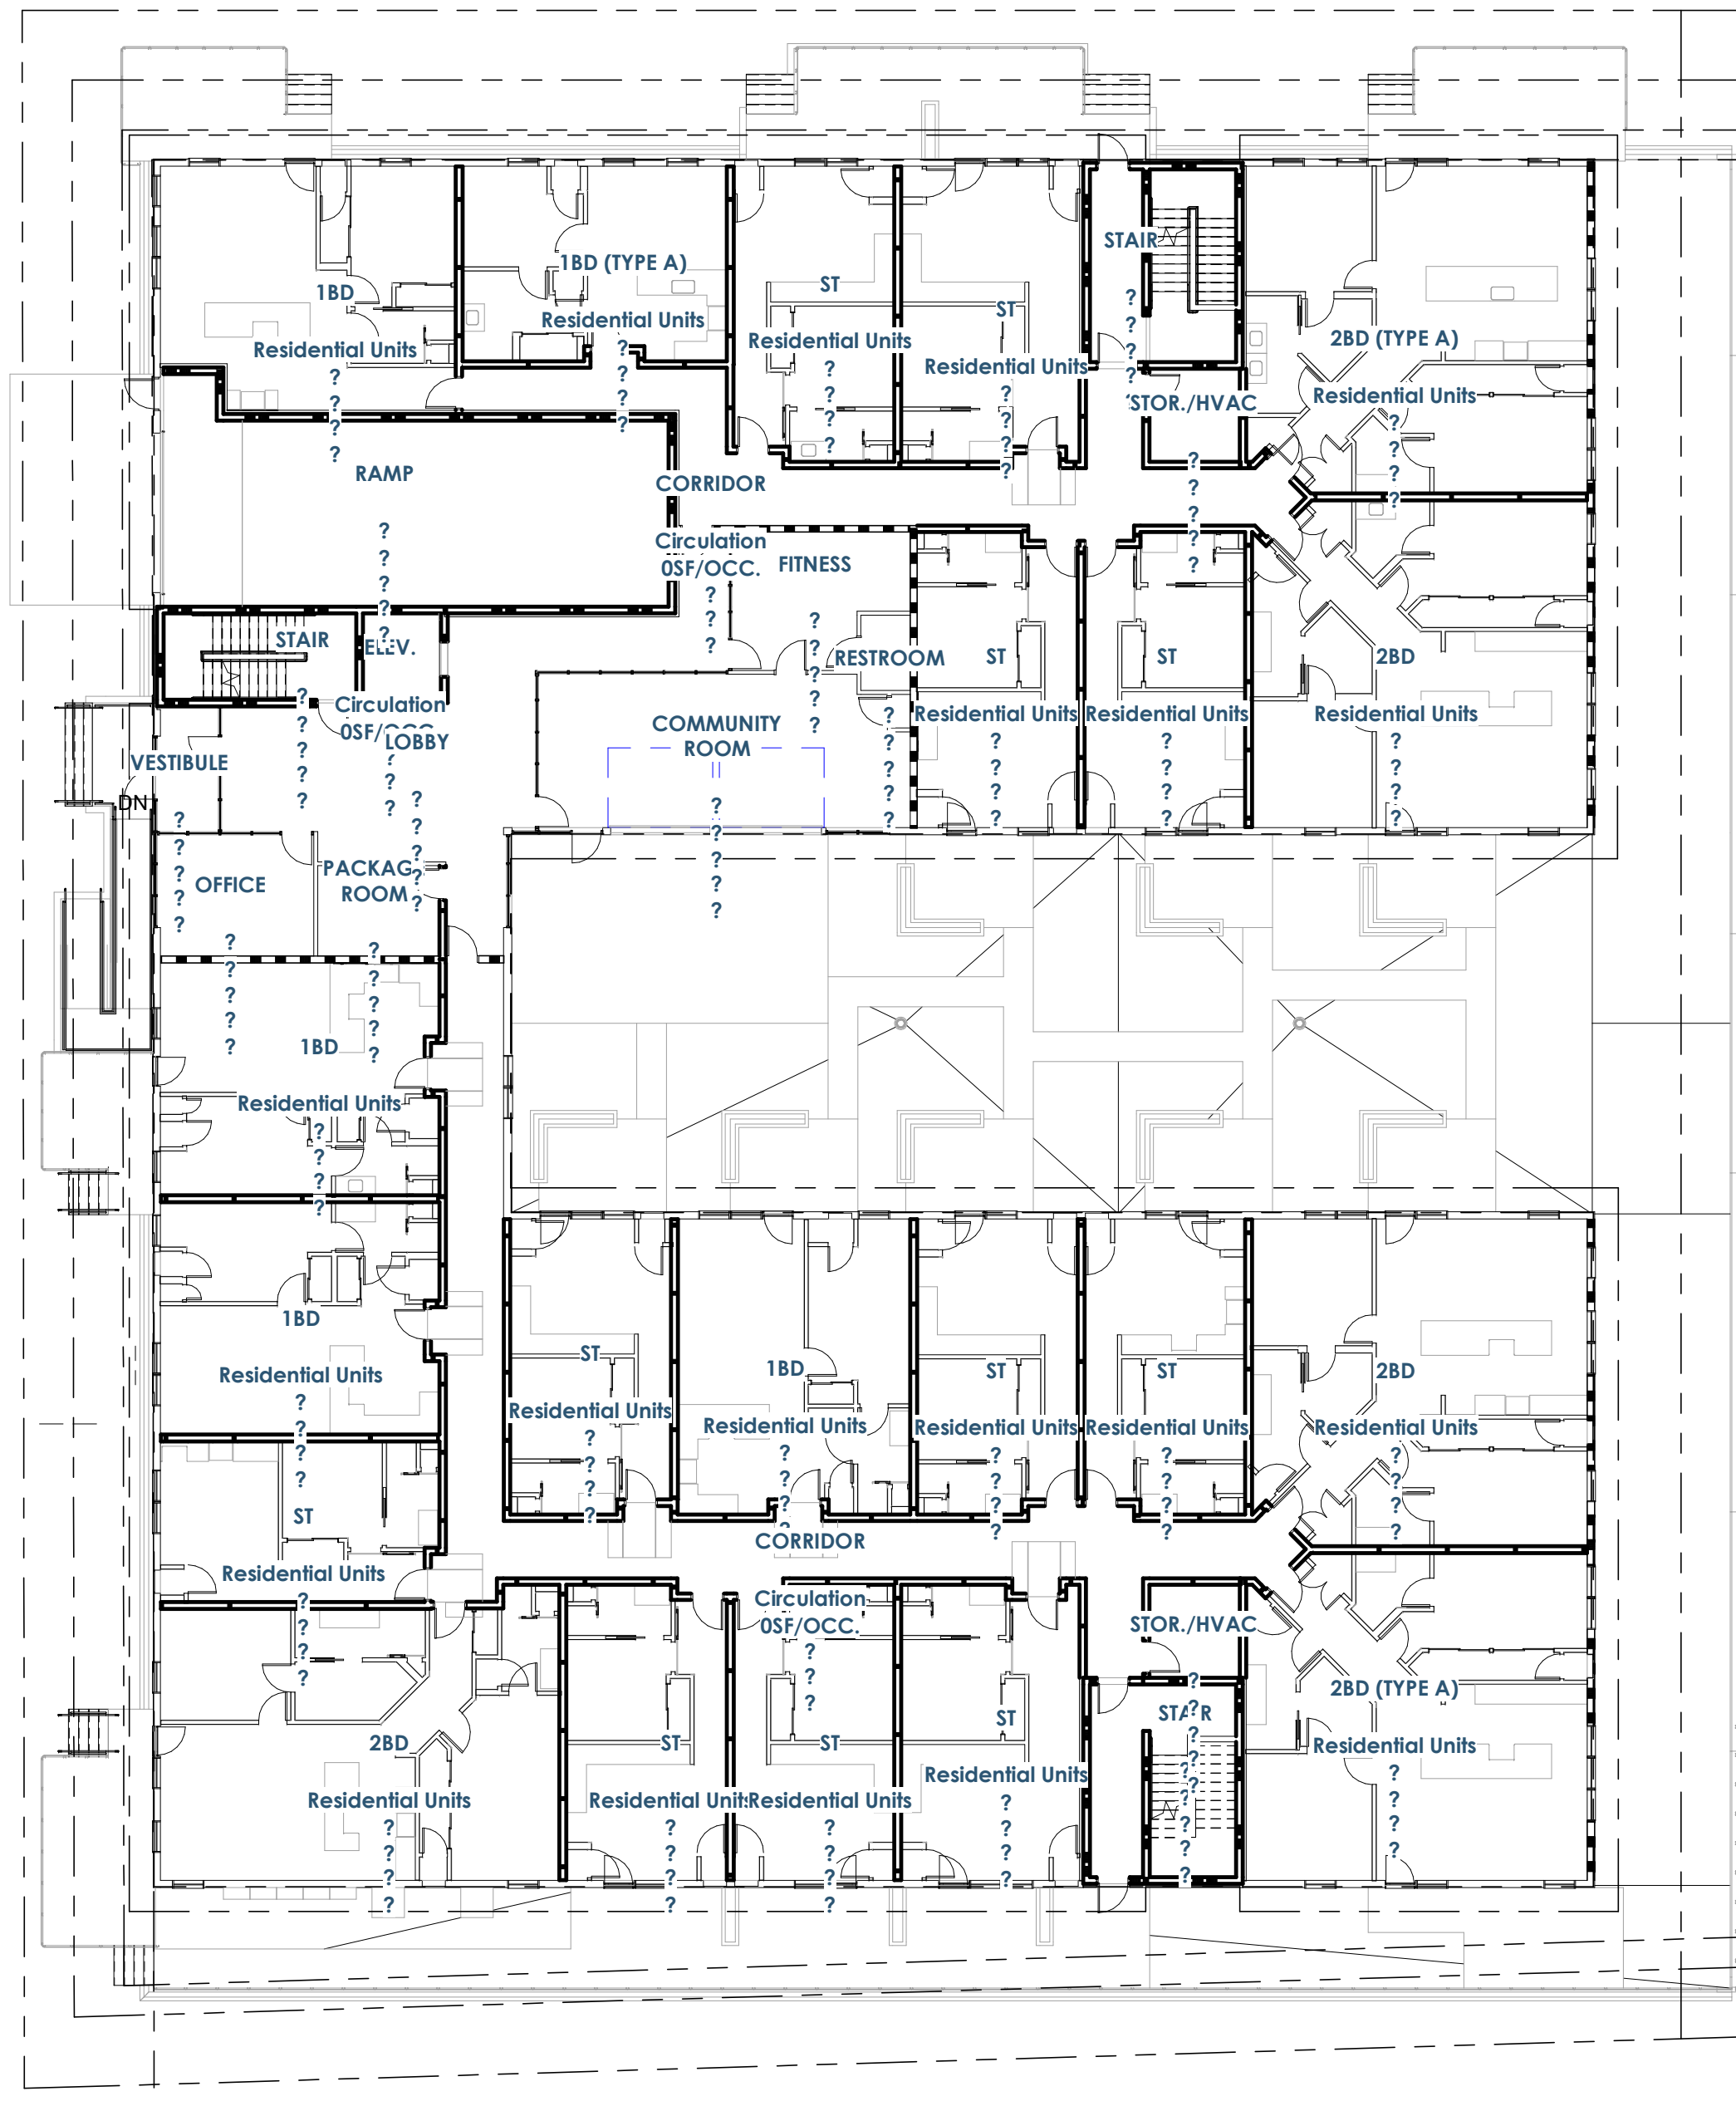 STAIR
1BD (TYPE A)
ST
1BD
ST
Residential Units
Residential Units
2BD (TYPE A)
Residential Units
Residential Units
Residential Units
STOR./HVAC
?
?
?
?
RAMP
CORRIDOR
Circulation
0SF/OCC.
?
?
?
FITNESS
?
?
?
?
?
STAIR
ELEV.
RESTROOM
ST
ST
2BD
Circulation
LOBBY
Residential Units
Residential Units
Residential Units
COMMUNITY
ROOM
?
?
?
?
?
VESTIBULE
DN
PACKAG
ROOM
OFFICE
?
?
?
?
?
1BD
Residential Units
?
?
?
?
1BD
Residential Units
?
?
?
?
ST
Residential Units
?
?
?
?
ST
Residential Units
?
?
?
?
1BD
Residential Units
?
?
?
?
ST
Residential Units
?
?
?
?
ST
Residential Units
?
?
?
?
2BD
Residential Units
?
?
?
?
CORRIDOR
Circulation
0SF/OCC.
?
?
?
STOR./HVAC
2BD (TYPE A)
Residential Units
?
?
?
?
2BD
Residential Units
?
?
?
?
ST
Residential Units
?
?
?
?
ST
Residential Units
?
?
?
?
ST
Residential Units
?
?
?
?